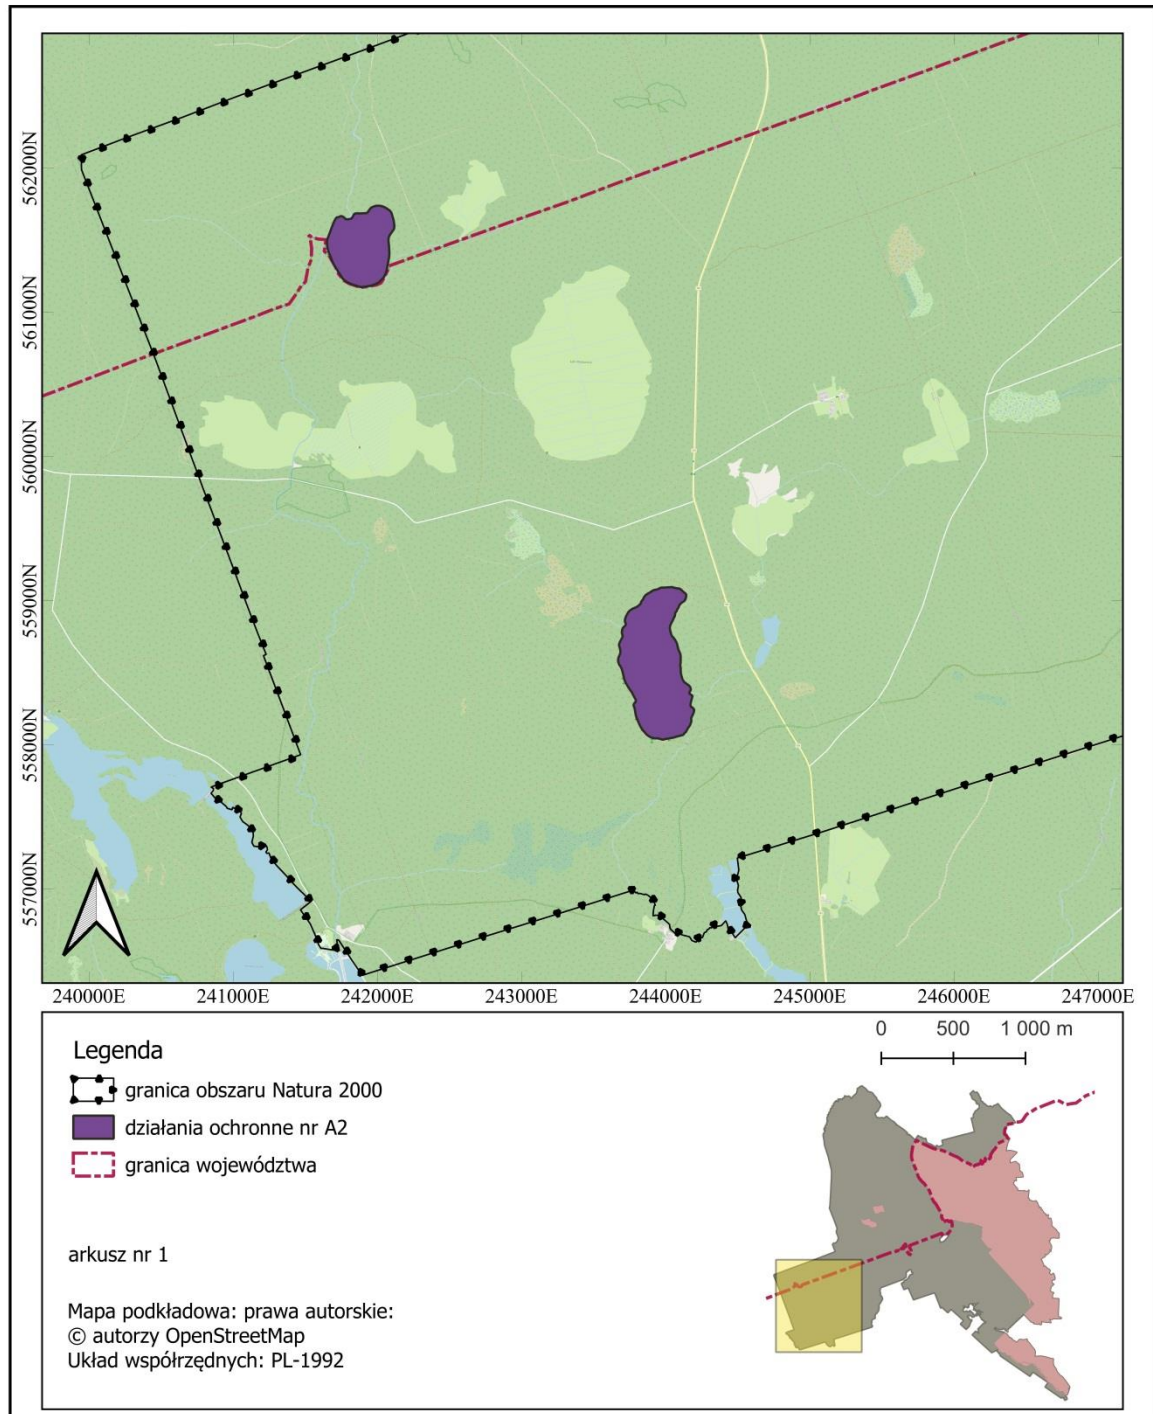 562000N
561000N
560000N
559000N
558000N
557000N
240000E 241000E 242000E 243000E 244000E 245000E 246000E 247000E
0 500 1 000 m
Legenda
granica obszaru Natura 2000
działania ochronne nr A2
granica województwa
arkusz nr 1
Mapa podkładowa: prawa autorskie:
© autorzy OpenStreetMap
Układ współrzędnych: PL-1992